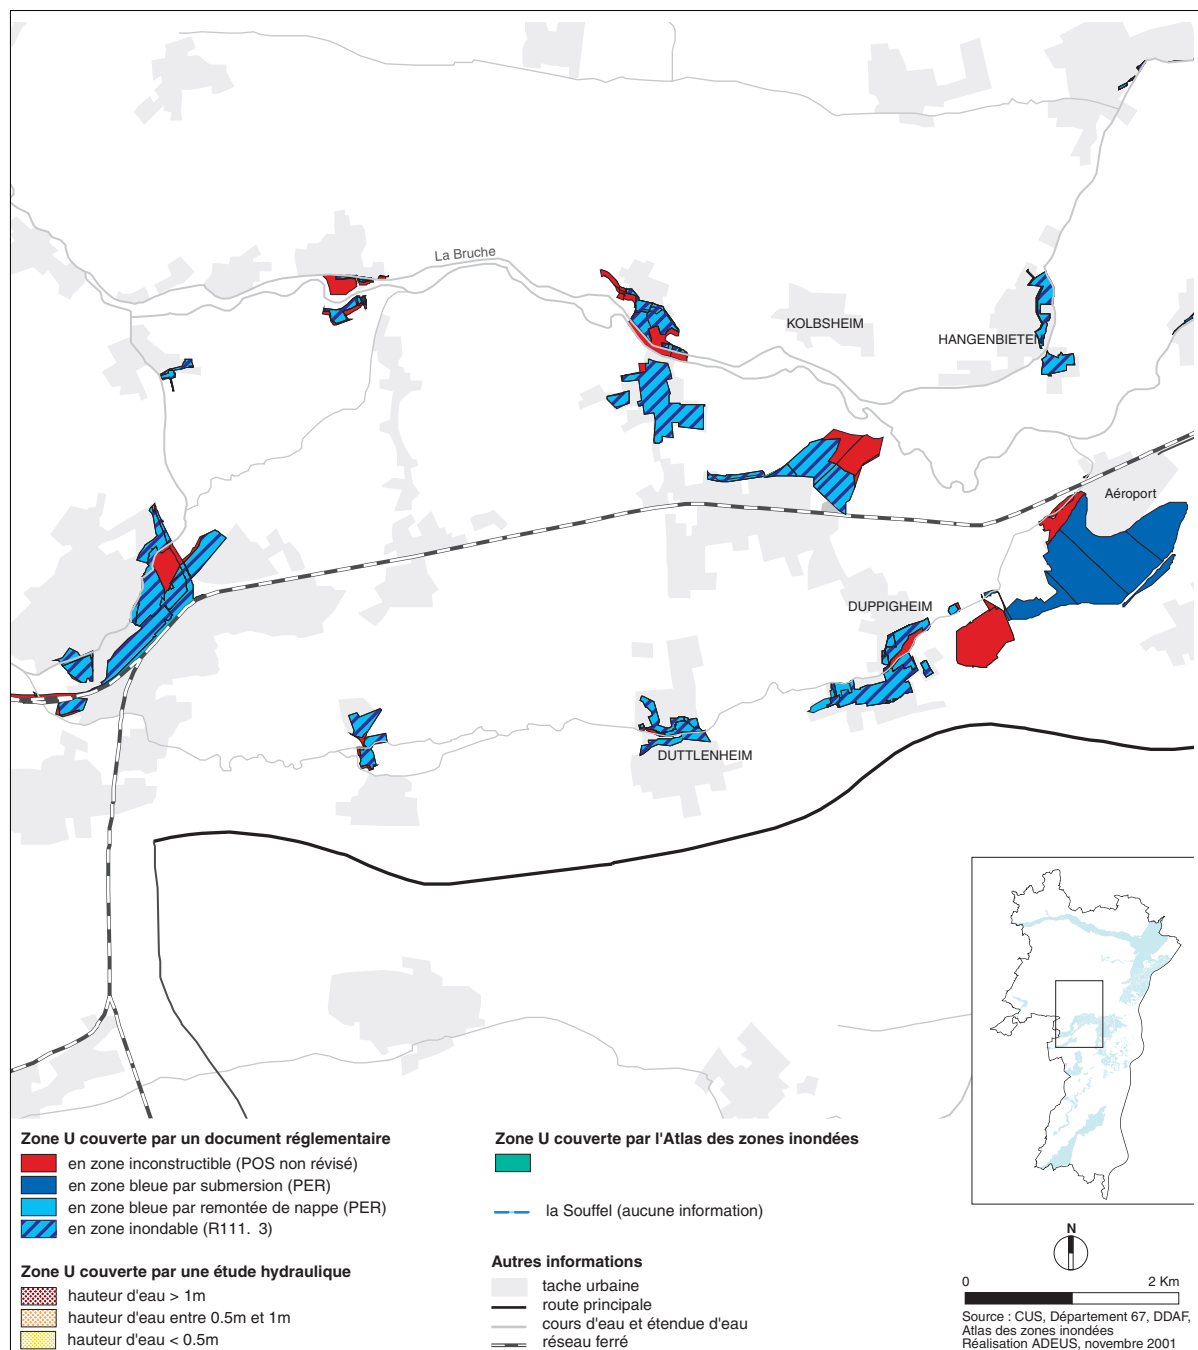 La Bruche
KOLBSHEIM
HANGENBIETEN
Aéroport
DUPPIGHEIM
DUTTLENHEIM
Zone U couverte par un document réglementaire
en zone inconstructible (POS non révisé)
en zone bleue par submersion (PER)
en zone bleue par remontée de nappe (PER)
en zone inondable (R111. 3)
Zone U couverte par une étude hydraulique
hauteur d'eau > 1m
hauteur d'eau entre 0.5m et 1m
hauteur d'eau < 0.5m
Zone U couverte par l'Atlas des zones inondées
la Souffel (aucune information)
Autres informations
tache urbaine
route principale
cours d'eau et étendue d'eau
réseau ferré
N
0 2 Km
Source : CUS, Département 67, DDAF,
Atlas des zones inondées
Réalisation ADEUS, novembre 2001